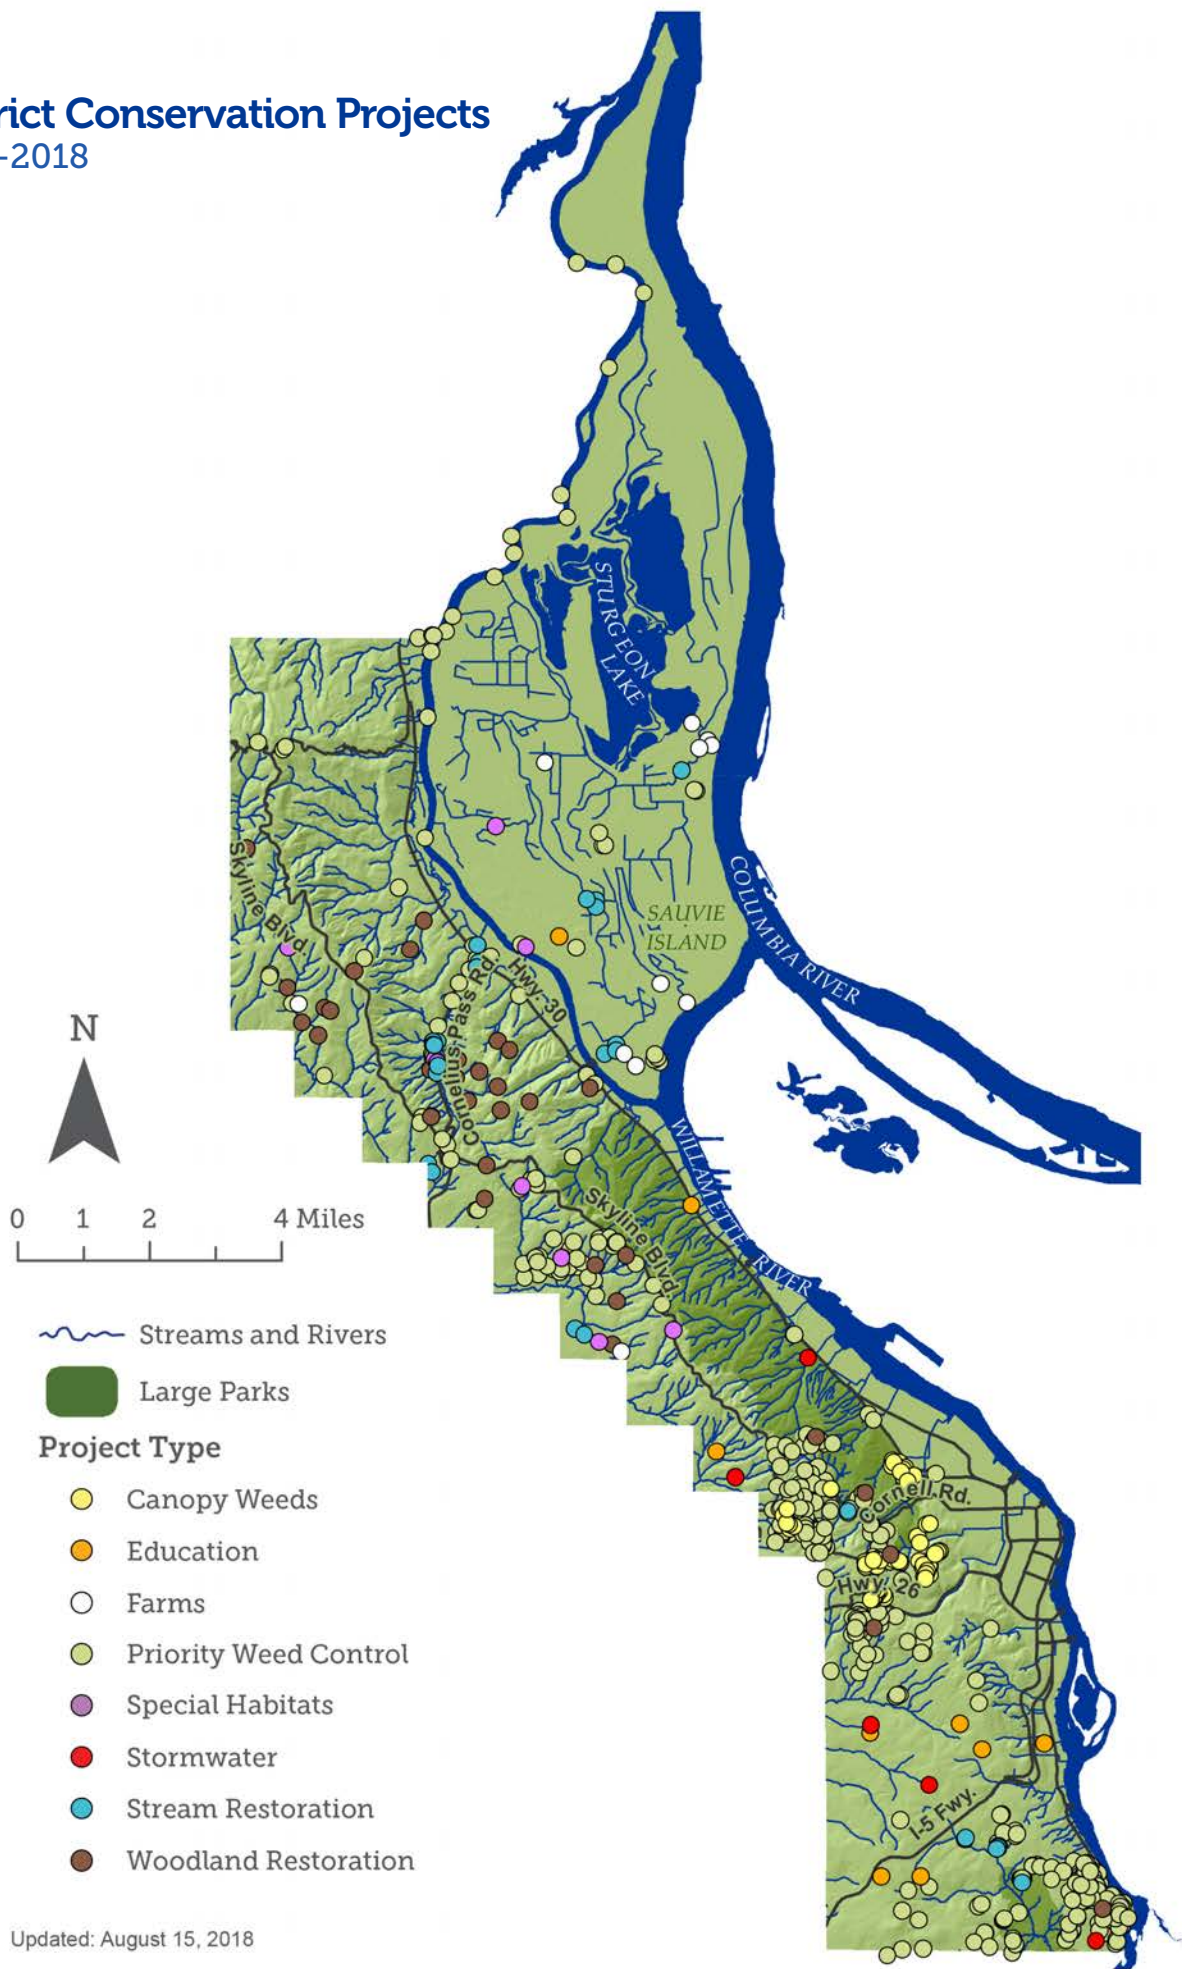 rict Conservation Projects
-2018
STURGEON
LAKE
Skyline Blvd.
SAUVIE
ISLAND
COLUMBIA RIVER
Hwy. 30
Cornelius Pass Rd.
N
0 1 2 4 Miles
WILLAMETTE RIVER
Skyline Blvd.
Streams and Rivers
Large Parks
Project Type
Canopy Weeds
Education
Farms
Priority Weed Control
Special Habitats
Stormwater
Stream Restoration
Woodland Restoration
Cornell Rd.
Hwy. 26
I-5 Fwy.
Updated: August 15, 2018